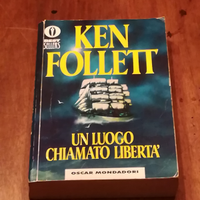 BEST
SELLERS
KEN
FOLLETT
UN LUOGO
CHIAMATO LIBERTA'
OSCAR MONDADORI